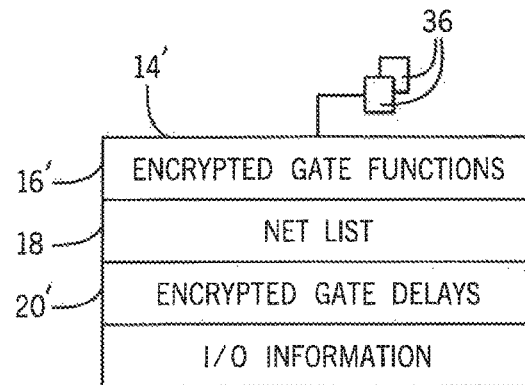 36
14'
16' ENCRYPTED GATE FUNCTIONS
18 NET LIST
20' ENCRYPTED GATE DELAYS
I/O INFORMATION